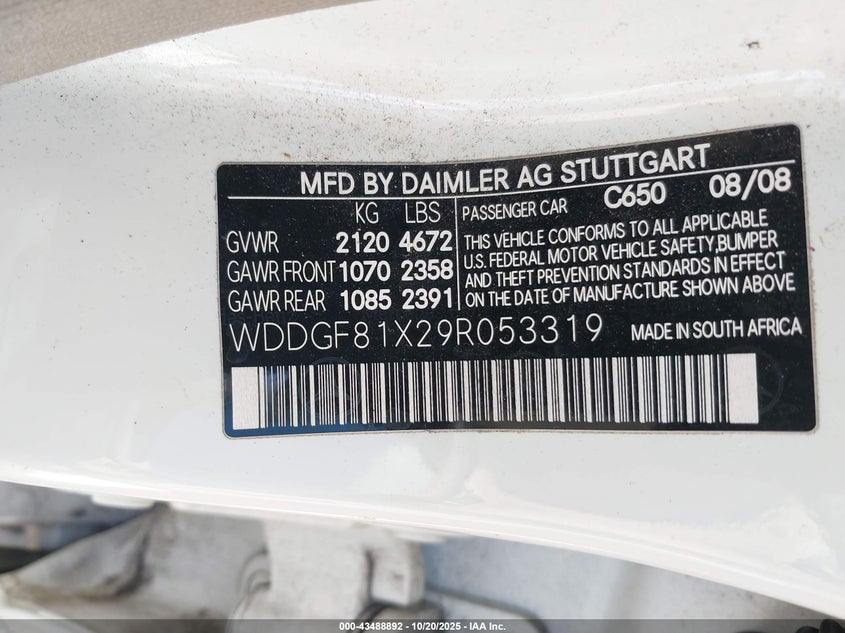 MFD BY DAIMLER AG STUTTGART
KG LBS
GVWR 2120 4672
GAWR FRONT 1070 2358
GAWR REAR 1085 2391
PASSENGER CAR C650 08/08
THIS VEHICLE CONFORMS TO ALL APPLICABLE
U.S. FEDERAL MOTOR VEHICLE SAFETY,BUMPER
AND THEFT PREVENTION STANDARDS IN EFFECT
ON THE DATE OF MANUFACTURE SHOWN ABOVE
WDDGF81X29R053319 MADE IN SOUTH AFRICA
000-43488892 | 10/20/2025 - IAA Inc.